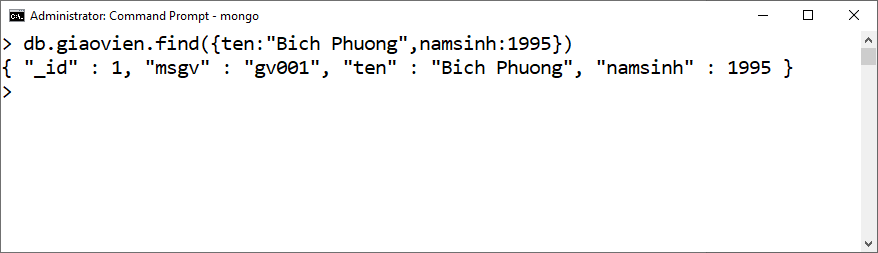 Administrator: Command Prompt - mongo
> db.giaovien.find({ten:"Bich Phuong",namsinh:1995})
{ "_id" : 1, "msgv" : "gv001", "ten" : "Bich Phuong", "namsinh" : 1995 }
>